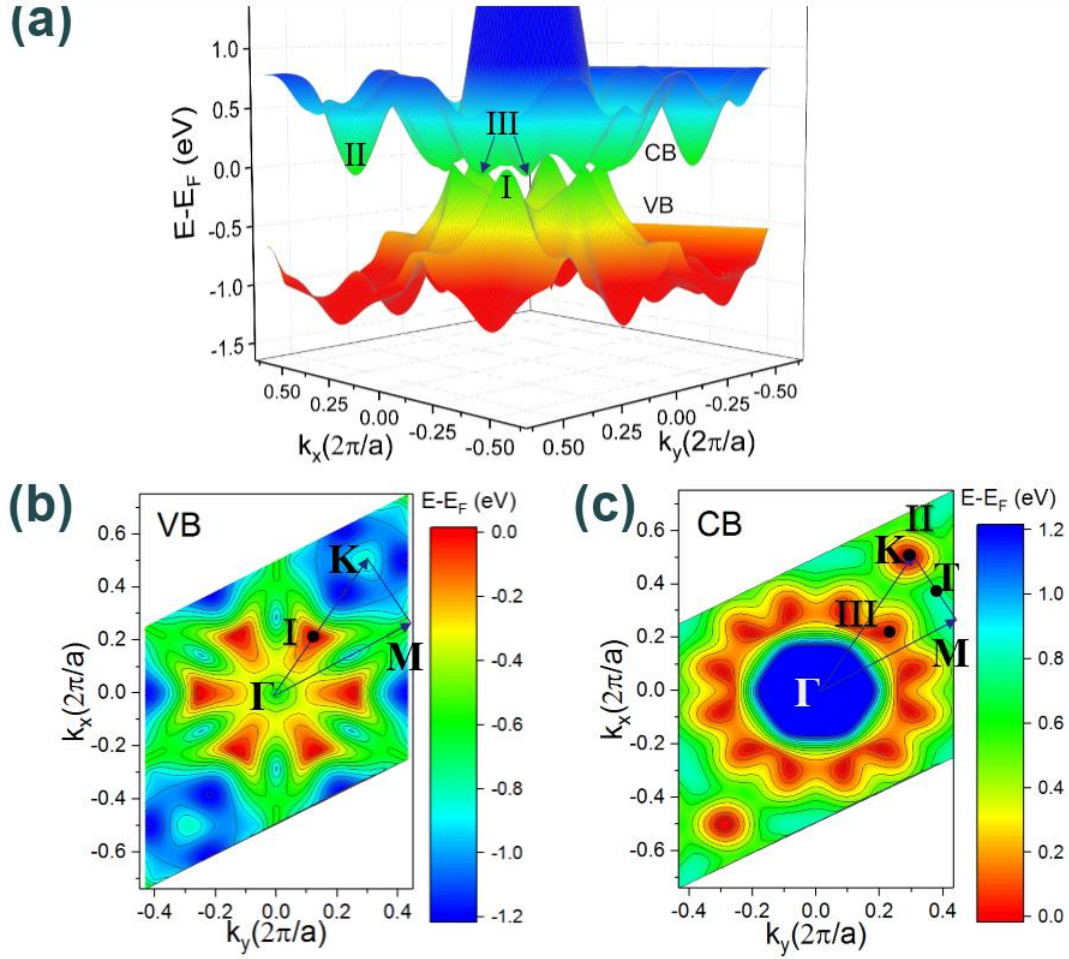 (a)
1.0
0.5
0.0
-0.5
-1.0
-1.5
E-E_F (eV)
III
II
I
CB
VB
0.50 0.25 0.00 -0.25 -0.50
k_x(2π/a)
0.50 0.25 0.00 -0.25 -0.50
k_y(2π/a)
(b)
VB
E-E_F (eV)
0.6
0.4
0.2
0.0
-0.2
-0.4
-0.6
k_x(2π/a)
K
I
M
Γ
-0.4 -0.2 0.0 0.2 0.4
k_y(2π/a)
0.0
-0.2
-0.4
-0.6
-0.8
-1.0
-1.2
(c)
CB
E-E_F (eV)
0.6
0.4
0.2
0.0
-0.2
-0.4
-0.6
k_x(2π/a)
II
K
T
III
M
Γ
-0.4 -0.2 0.0 0.2 0.4
k_y(2π/a)
1.2
1.0
0.8
0.6
0.4
0.2
0.0